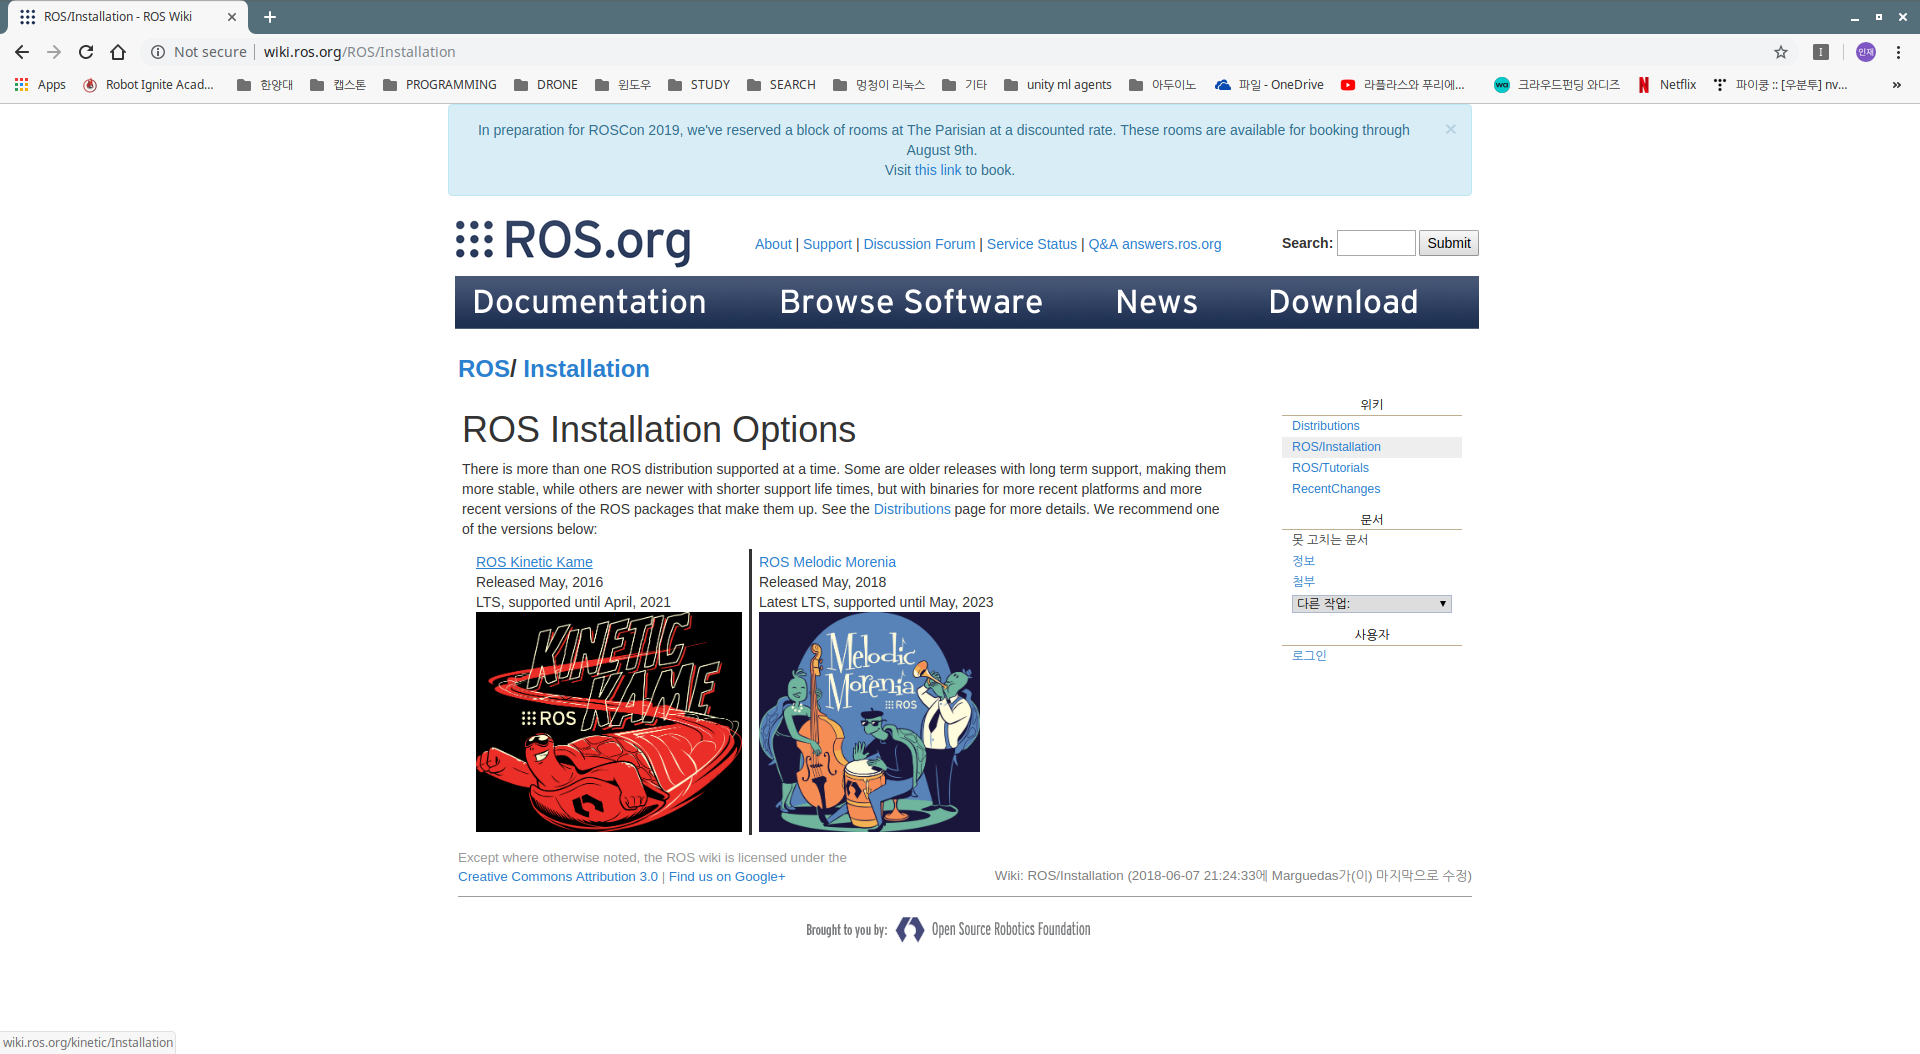 ROS/Installation - ROS Wiki
Not secure | wiki.ros.org/ROS/Installation
인재
Apps Robot Ignite Acad... 한양대 캡스톤 PROGRAMMING DRONE 윈도우 STUDY SEARCH 멍청이 리눅스 기타 unity ml agents 아두이노 파일 - OneDrive 라플라스와 푸리에... 크라우드펀딩 와디즈 Netflix 파이쿵 :: [우분투] nv... »
In preparation for ROSCon 2019, we've reserved a block of rooms at The Parisian at a discounted rate. These rooms are available for booking through
August 9th.
Visit this link to book.
×
ROS.org
About | Support | Discussion Forum | Service Status | Q&A answers.ros.org
Search: Submit
Documentation Browse Software News Download
ROS/ Installation
ROS Installation Options
There is more than one ROS distribution supported at a time. Some are older releases with long term support, making them
more stable, while others are newer with shorter support life times, but with binaries for more recent platforms and more
recent versions of the ROS packages that make them up. See the Distributions page for more details. We recommend one
of the versions below:
ROS Kinetic Kame
Released May, 2016
LTS, supported until April, 2021
KINETIC
KAME
ROS
ROS Melodic Morenia
Released May, 2018
Latest LTS, supported until May, 2023
Melodic
Morenia
ROS
위키
Distributions
ROS/Installation
ROS/Tutorials
RecentChanges
문서
못 고치는 문서
정보
첨부
다른 작업:
사용자
로그인
Except where otherwise noted, the ROS wiki is licensed under the
Creative Commons Attribution 3.0 | Find us on Google+
Wiki: ROS/Installation (2018-06-07 21:24:33에 Marguedas가(이) 마지막으로 수정)
Brought to you by: Open Source Robotics Foundation
wiki.ros.org/kinetic/Installation